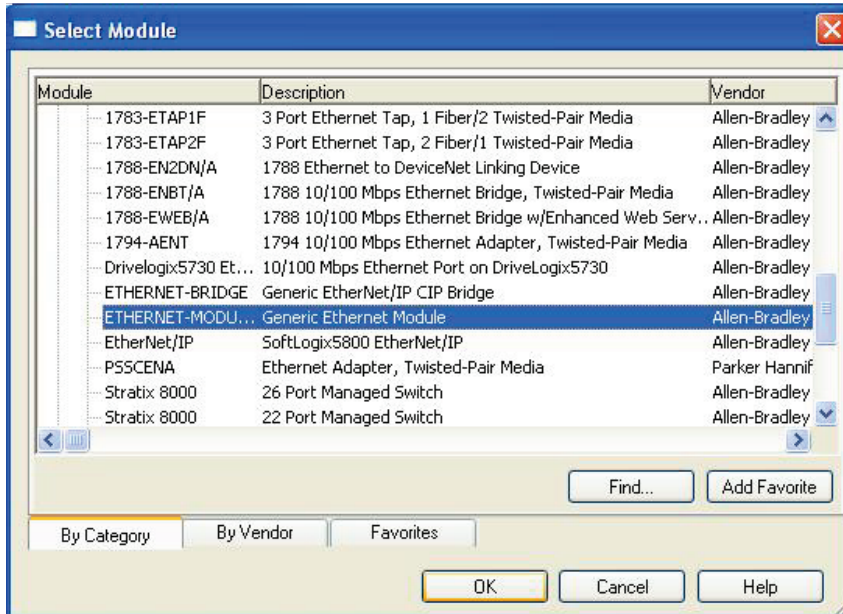 Select Module
Module Description Vendor
1783-ETAP1F 3 Port Ethernet Tap, 1 Fiber/2 Twisted-Pair Media Allen-Bradley
1783-ETAP2F 3 Port Ethernet Tap, 2 Fiber/1 Twisted-Pair Media Allen-Bradley
1788-EN2DN/A 1788 Ethernet to DeviceNet Linking Device Allen-Bradley
1788-ENBT/A 1788 10/100 Mbps Ethernet Bridge, Twisted-Pair Media Allen-Bradley
1788-EWEB/A 1788 10/100 Mbps Ethernet Bridge w/Enhanced Web Serv... Allen-Bradley
1794-AENT 1794 10/100 Mbps Ethernet Adapter, Twisted-Pair Media Allen-Bradley
Drivelogix5730 Et... 10/100 Mbps Ethernet Port on DriveLogix5730 Allen-Bradley
ETHERNET-BRIDGE Generic EtherNet/IP CIP Bridge Allen-Bradley
ETHERNET-MODU... Generic Ethernet Module Allen-Bradley
EtherNet/IP SoftLogix5800 EtherNet/IP Allen-Bradley
PSSCENA Ethernet Adapter, Twisted-Pair Media Parker Hannif
Stratix 8000 26 Port Managed Switch Allen-Bradley
Stratix 8000 22 Port Managed Switch Allen-Bradley
Find... Add Favorite
By Category By Vendor Favorites
OK Cancel Help